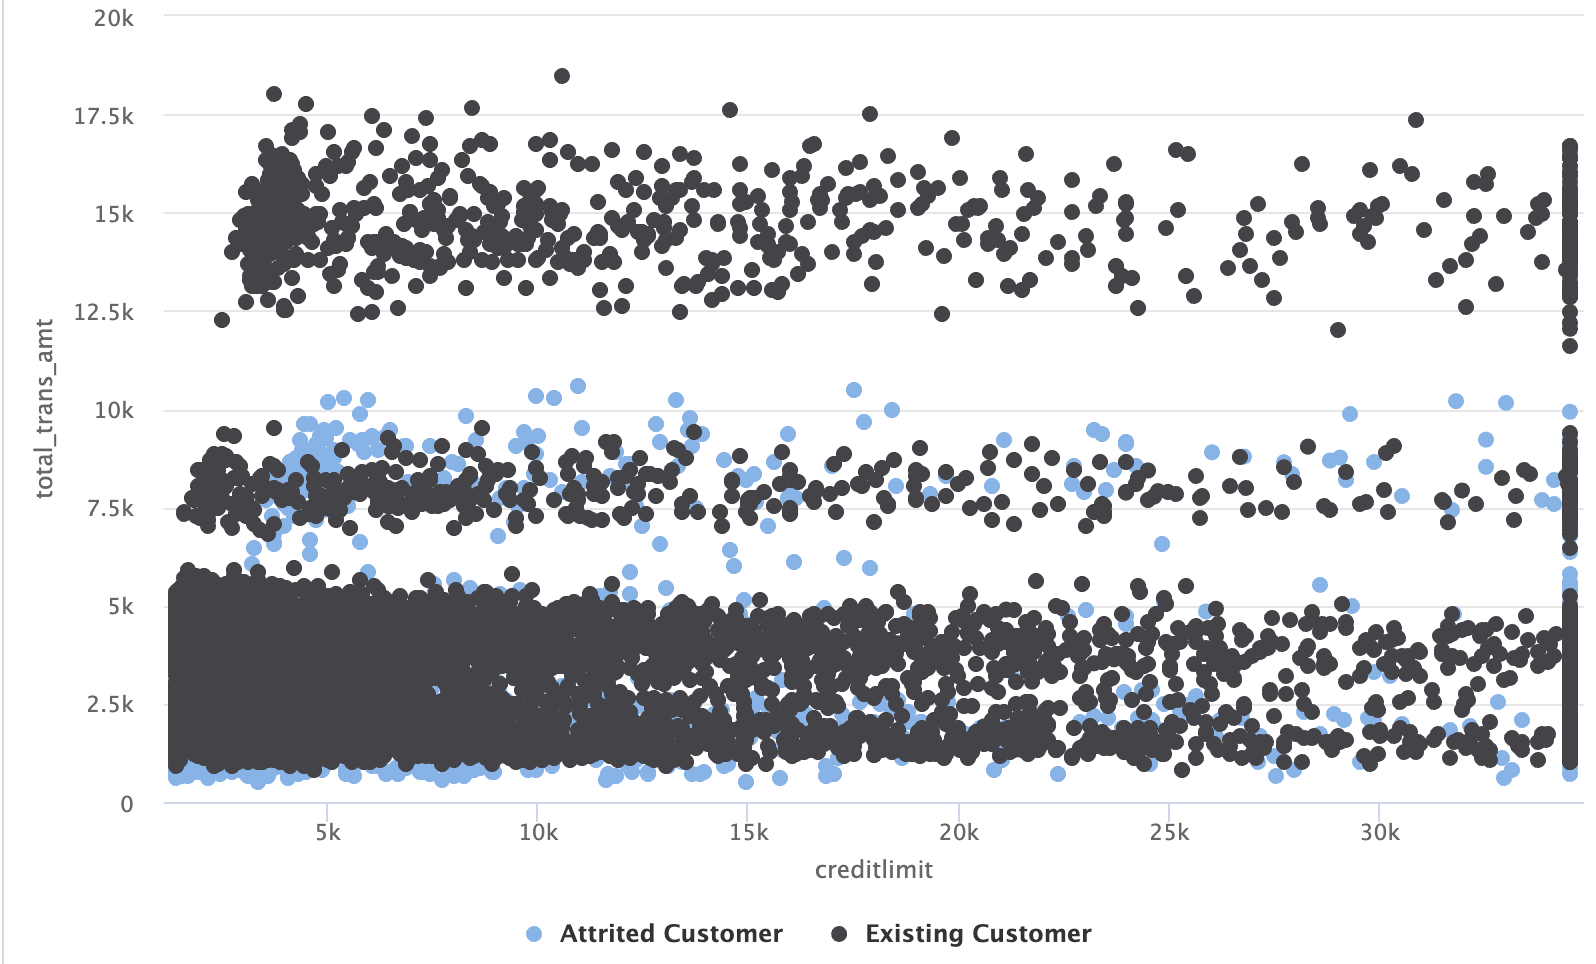 20k
17.5k
15k
12.5k
10k
7.5k
5k
2.5k
0
total_trans_amt
5k 10k 15k 20k 25k 30k
creditlimit
Attrited Customer Existing Customer